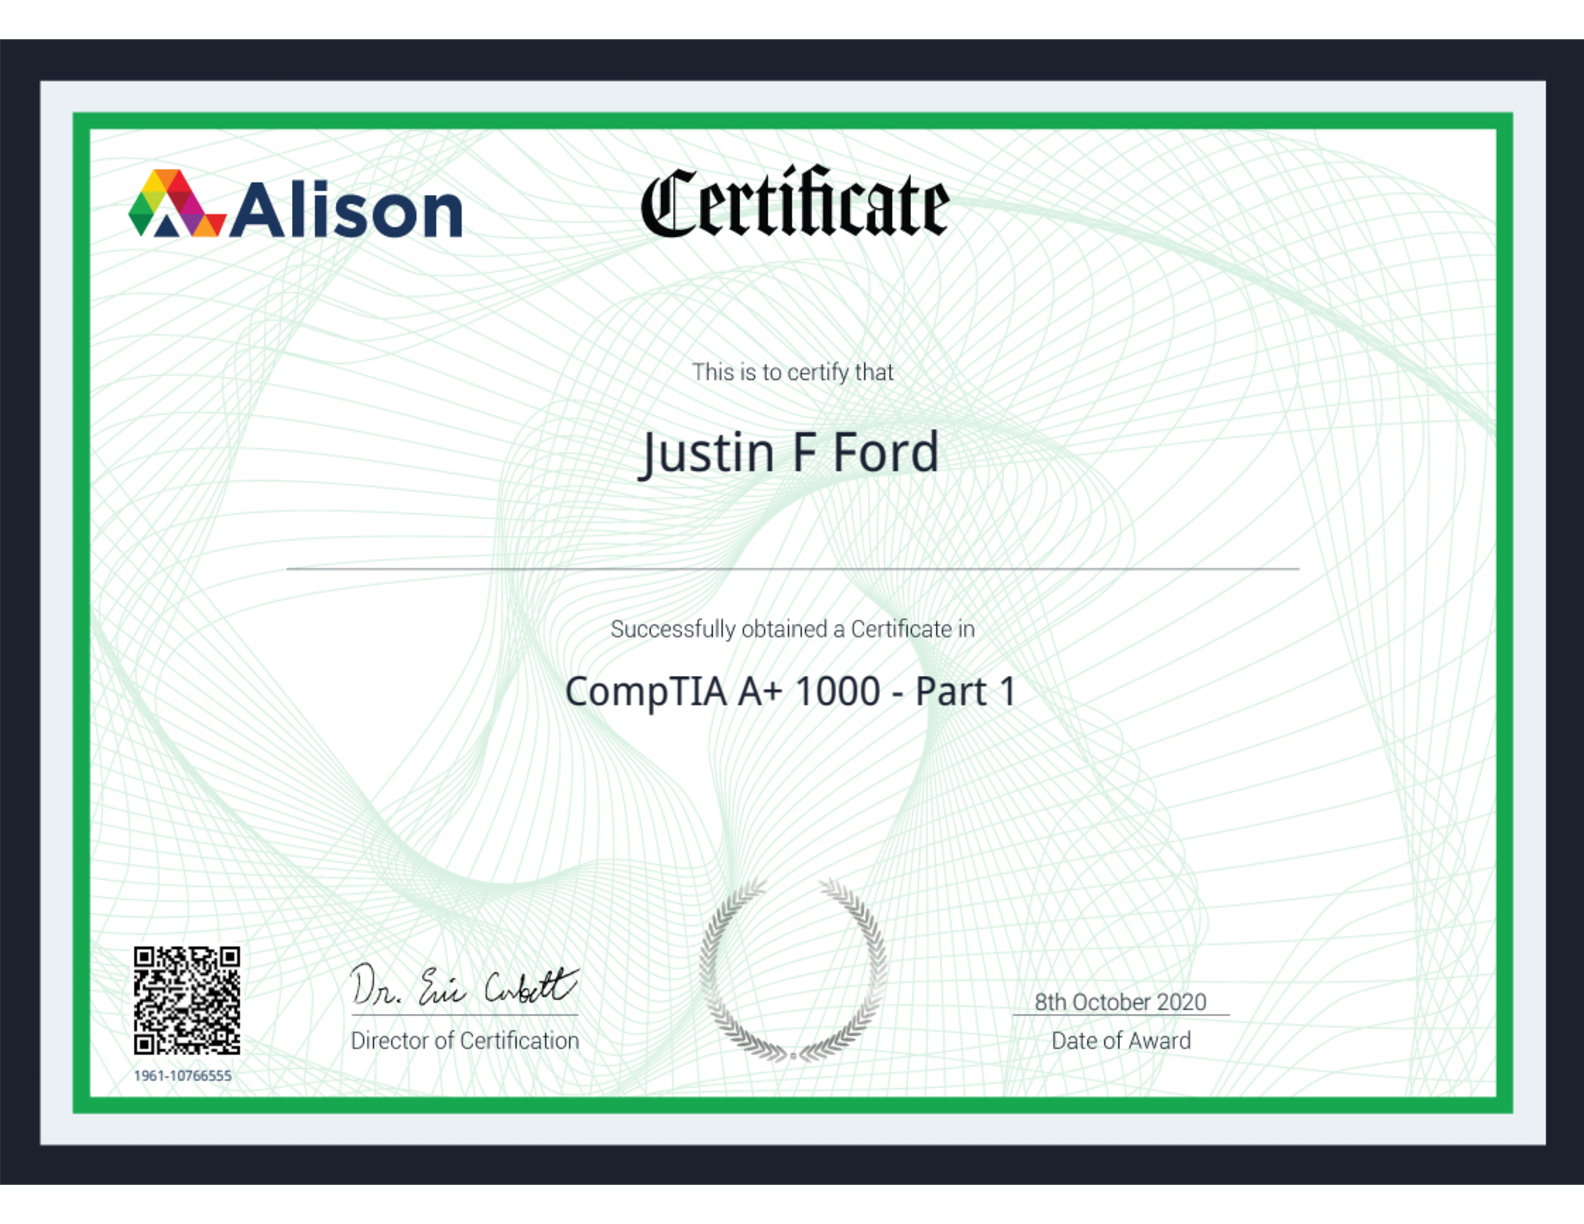 Alison
Certificate
This is to certify that
Justin F Ford
Successfully obtained a Certificate in
CompTIA A+ 1000 - Part 1
Dr. Eric Cubett
Director of Certification
8th October 2020
Date of Award
1961-10766555